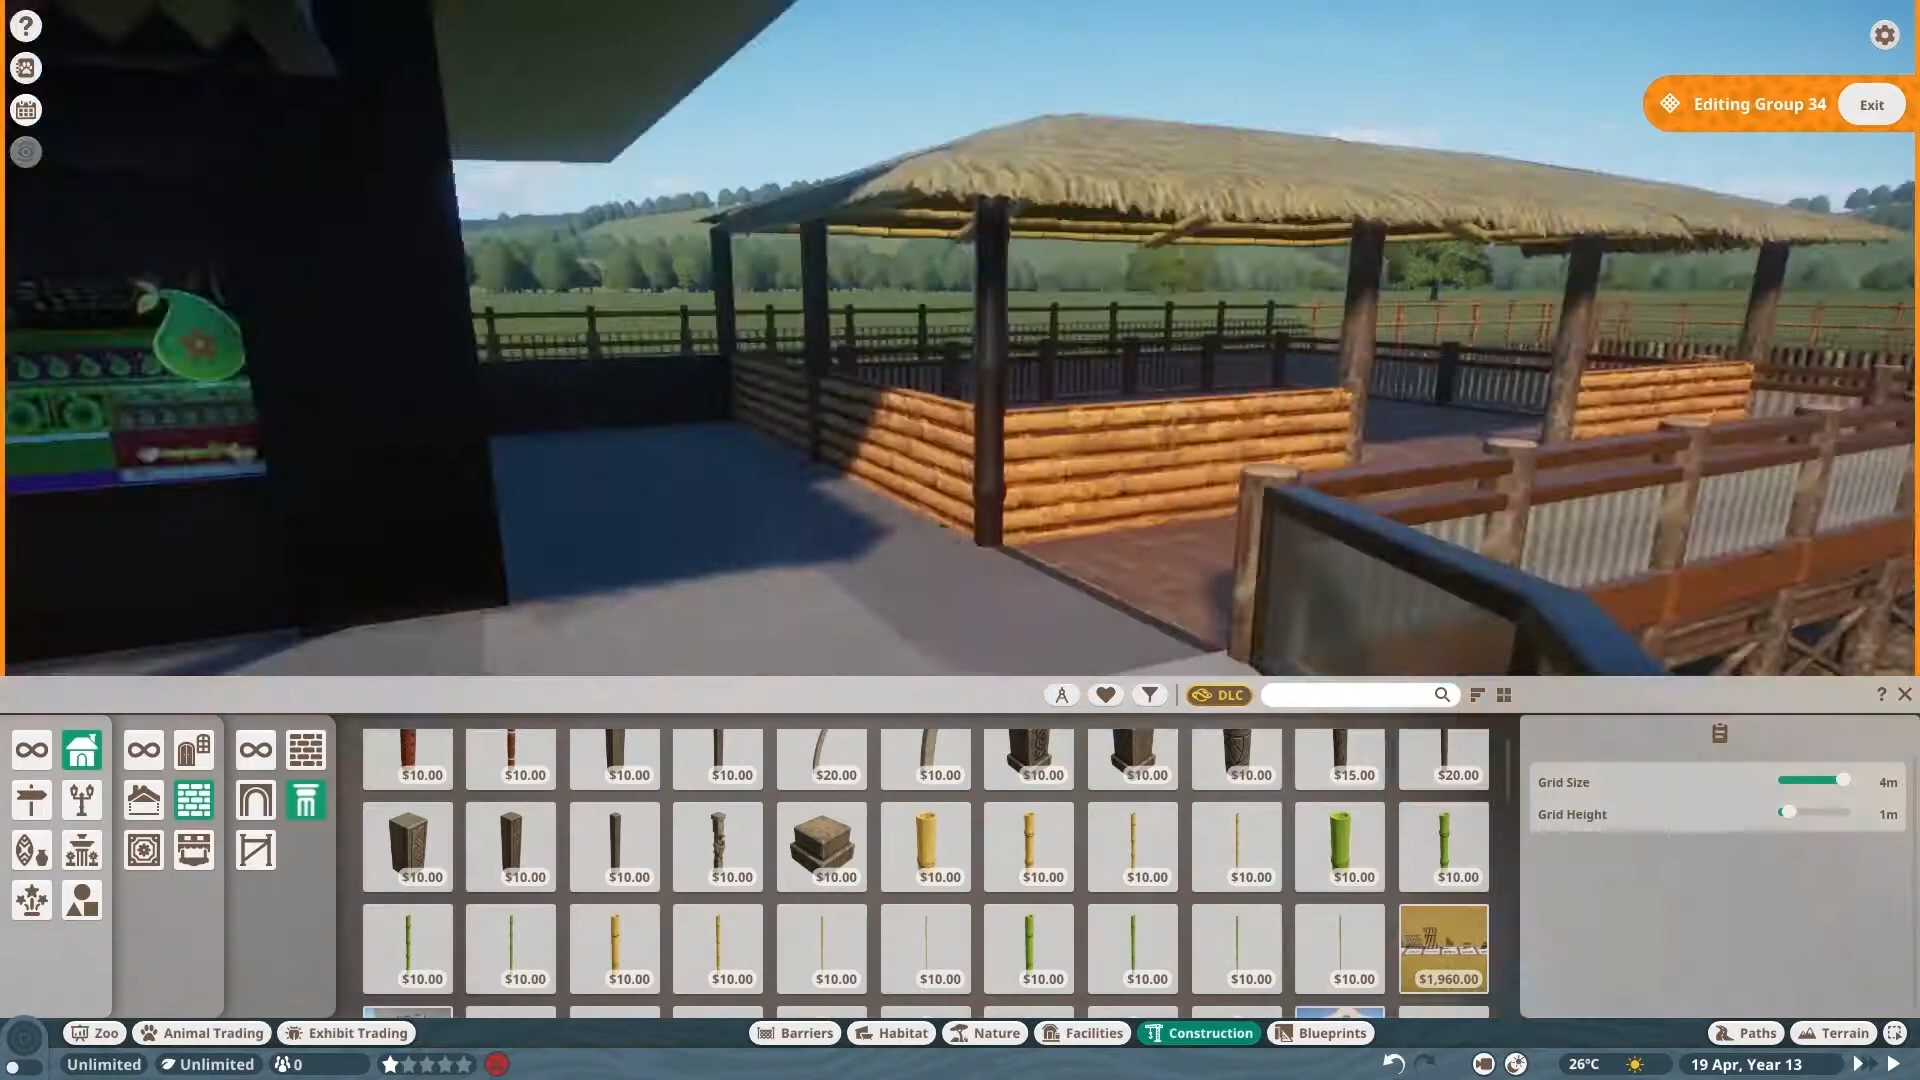 ?
Editing Group 34
Exit
DLC
?
$10.00 $10.00 $10.00 $10.00 $20.00 $10.00 $10.00 $10.00 $10.00 $15.00 $20.00
Grid Size 4m
Grid Height 1m
$10.00 $10.00 $10.00 $10.00 $10.00 $10.00 $10.00 $10.00 $10.00 $10.00 $10.00
$10.00 $10.00 $10.00 $10.00 $10.00 $10.00 $10.00 $10.00 $10.00 $10.00 $1,960.00
Zoo Animal Trading Exhibit Trading Barriers Habitat Nature Facilities Construction Blueprints Paths Terrain
Unlimited Unlimited 0 26°C 19 Apr, Year 13